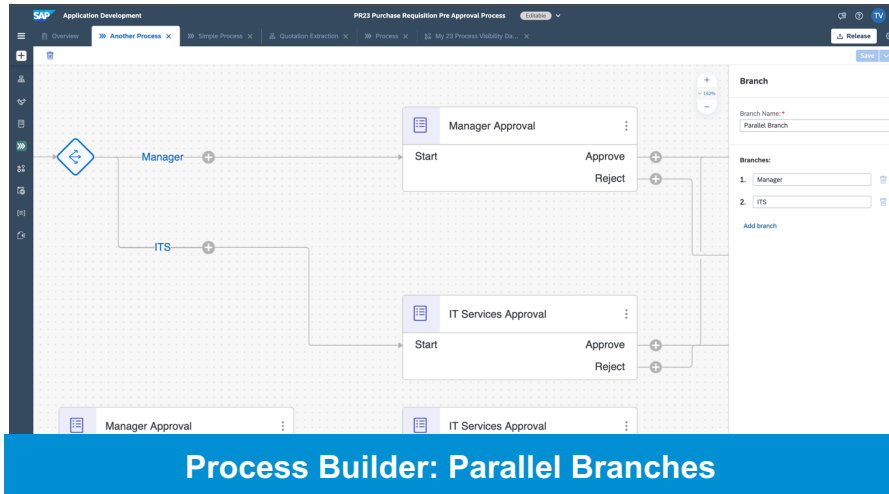 SAP Application Development PR23 Purchase Requisition Pre Approval Process Editable
Overview Another Process Simple Process Quotation Extraction Process My 23 Process Visibility Da... Release
TV
Save
162%
Branch
Branch Name:*
Parallel Branch
Branches:
1. Manager
2. ITS
Add branch
Manager
ITS
Manager Approval
Start Approve
Reject
IT Services Approval
Start Approve
Reject
Manager Approval
IT Services Approval
Process Builder: Parallel Branches